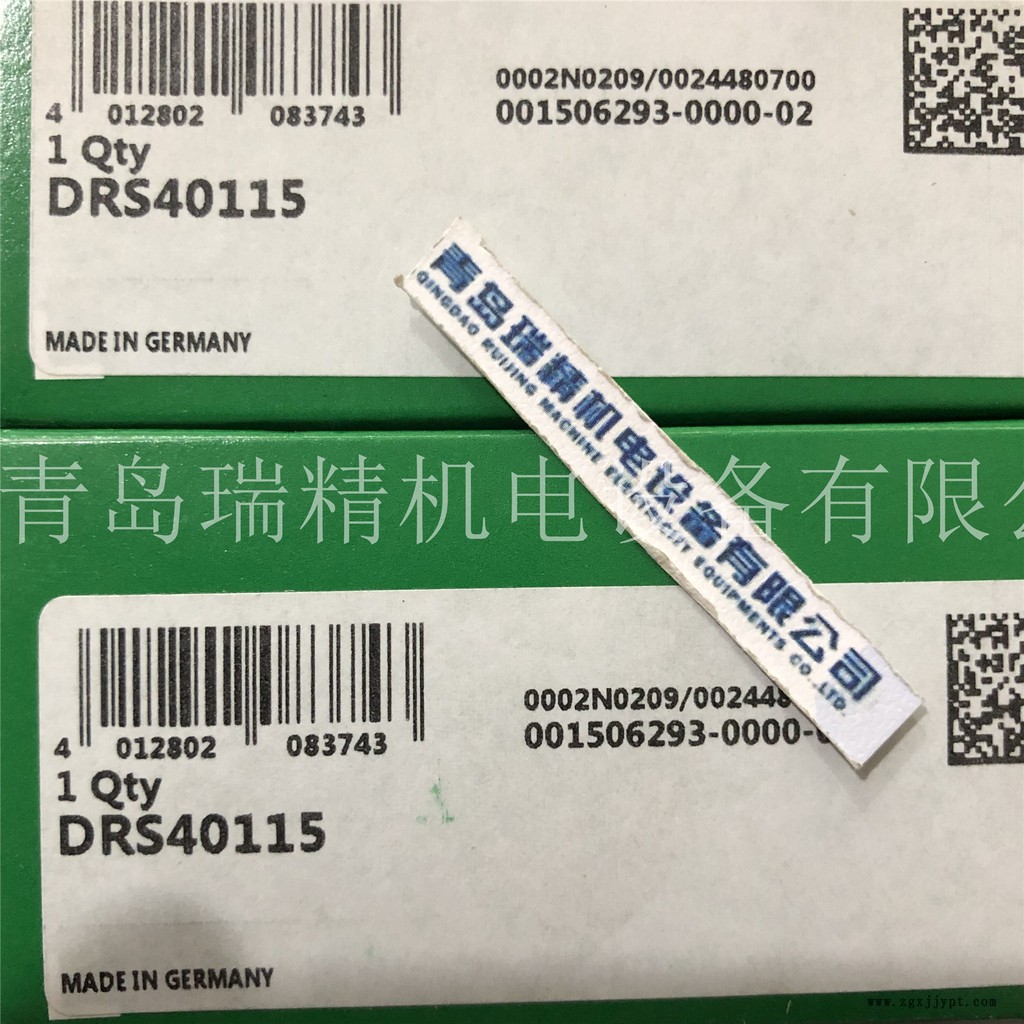 4 012802 083743
0002N0209/0024480700
001506293-0000-02
1 Qty
DRS40115
MADE IN GERMANY
青岛瑞精机电设备有限公司
QINGDAO RUIJING MACHINE ELECTRICITY EQUIPMENTS CO.,LTD.
青岛瑞精机电设备有限公
4 012802 083743
0002N0209/002448
001506293-0000-
1 Qty
DRS40115
MADE IN GERMANY
www.zgxjjypt.com